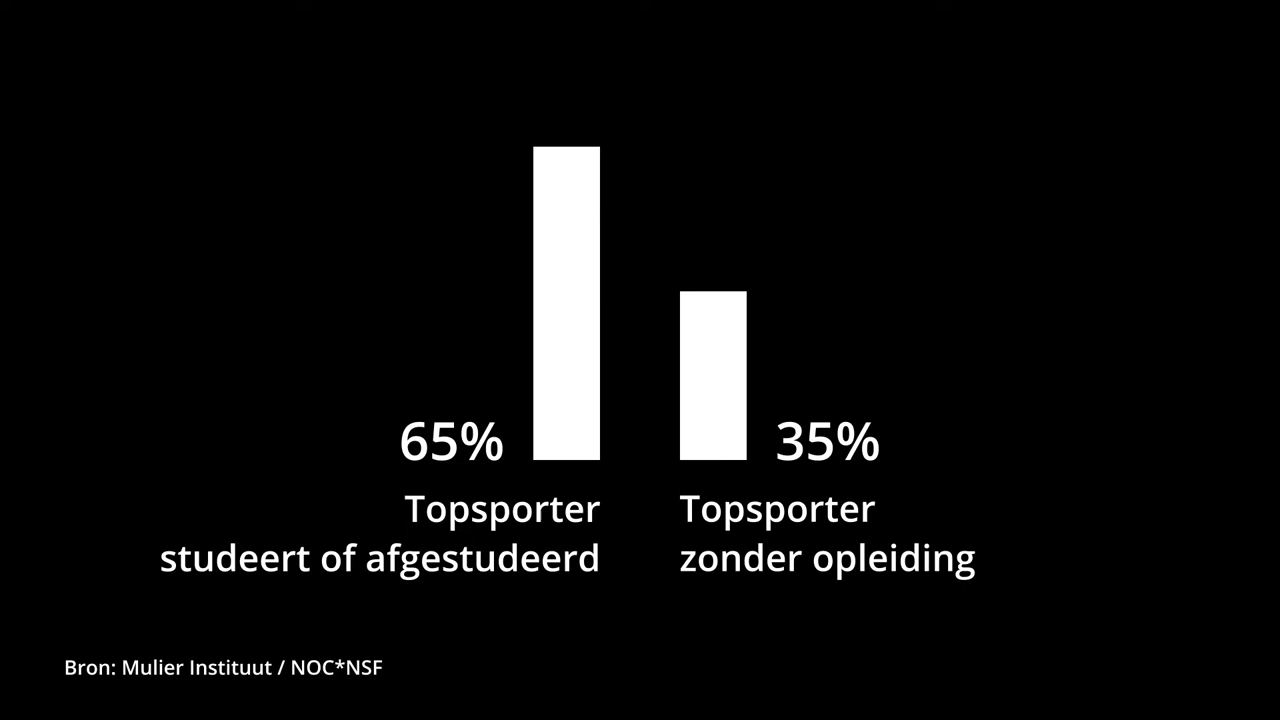 65%
Topsporter
studeert of afgestudeerd
35%
Topsporter
zonder opleiding
Bron: Mulier Instituut / NOC*NSF